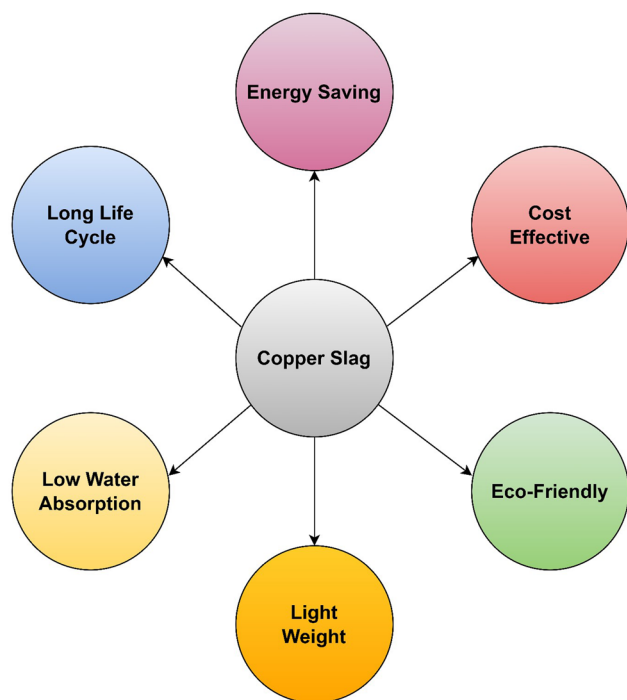 Energy Saving
Long Life
Cycle
Cost
Effective
Copper Slag
Low Water
Absorption
Eco-Friendly
Light
Weight